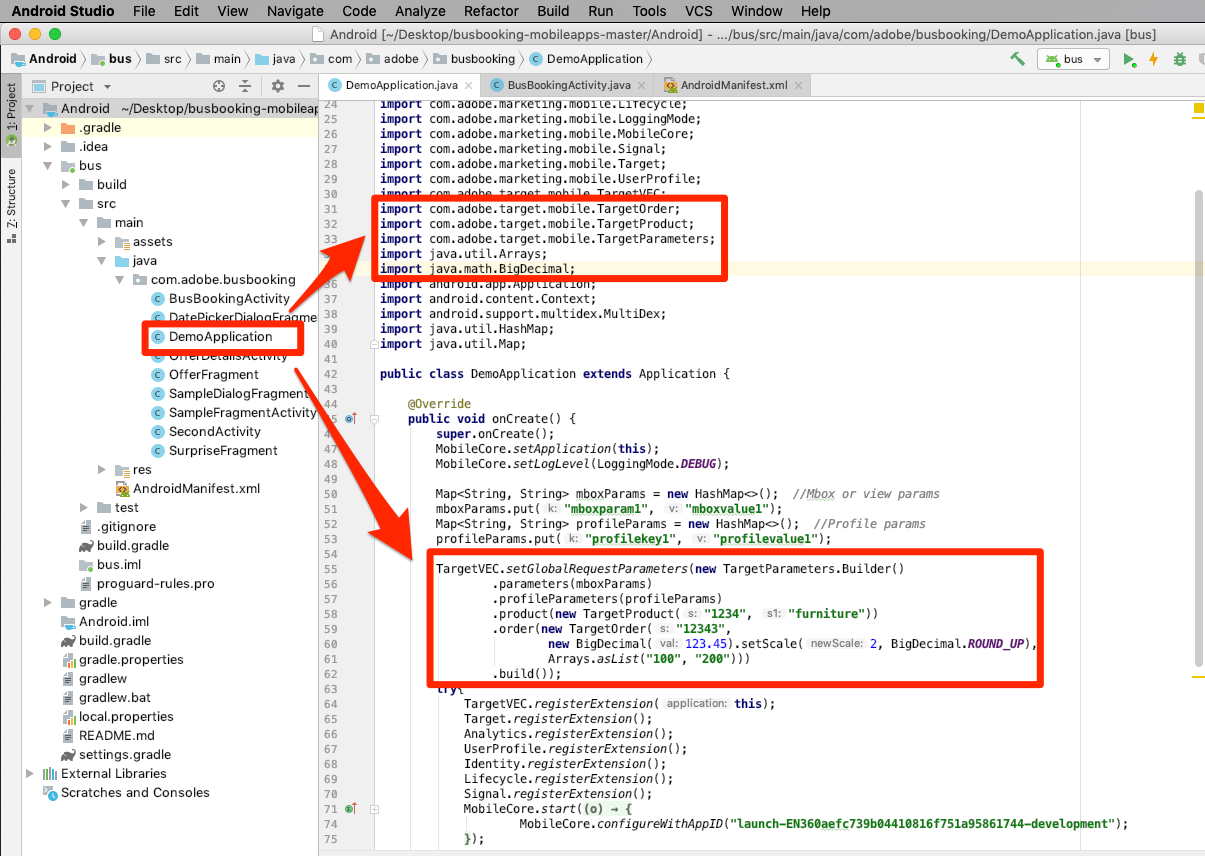 Android Studio File Edit View Navigate Code Analyze Refactor Build Run Tools VCS Window Help
Android [~/Desktop/busbooking-mobileapps-master/Android] - .../bus/src/main/java/com/adobe/busbooking/DemoApplication.java [bus]
Android bus src main java com adobe busbooking DemoApplication bus
1: Project
Z: Structure
Project
Android ~/Desktop/busbooking-mobileapp
.gradle
.idea
bus
build
src
main
assets
java
com.adobe.busbooking
BusBookingActivity
DatePickerDialogFragme
DemoApplication
OfferDetailsActivity
OfferFragment
SampleDialogFragment
SampleFragmentActivity
SecondActivity
SurpriseFragment
res
AndroidManifest.xml
test
.gitignore
build.gradle
bus.iml
proguard-rules.pro
gradle
Android.iml
build.gradle
gradle.properties
gradlew
gradlew.bat
local.properties
README.md
settings.gradle
External Libraries
Scratches and Consoles
DemoApplication.java BusBookingActivity.java AndroidManifest.xml
24 import com.adobe.marketing.mobile.Lifecycle;
25 import com.adobe.marketing.mobile.LoggingMode;
26 import com.adobe.marketing.mobile.MobileCore;
27 import com.adobe.marketing.mobile.Signal;
28 import com.adobe.marketing.mobile.Target;
29 import com.adobe.marketing.mobile.UserProfile;
30 import com.adobe.target.mobile.TargetVEC;
31 import com.adobe.target.mobile.TargetOrder;
32 import com.adobe.target.mobile.TargetProduct;
33 import com.adobe.target.mobile.TargetParameters;
import java.util.Arrays;
import java.math.BigDecimal;
36 import android.app.Application;
37 import android.content.Context;
38 import android.support.multidex.MultiDex;
39 import java.util.HashMap;
40 import java.util.Map;
41
42 public class DemoApplication extends Application {
43
44 @Override
45 public void onCreate() {
super.onCreate();
47 MobileCore.setApplication(this);
48 MobileCore.setLogLevel(LoggingMode.DEBUG);
49
50 Map<String, String> mboxParams = new HashMap<>(); //Mbox or view params
51 mboxParams.put( k: "mboxparam1", v: "mboxvalue1");
52 Map<String, String> profileParams = new HashMap<>(); //Profile params
53 profileParams.put( k: "profilekey1", v: "profilevalue1");
54
55 TargetVEC.setGlobalRequestParameters(new TargetParameters.Builder()
56 .parameters(mboxParams)
57 .profileParameters(profileParams)
58 .product(new TargetProduct( s: "1234", s1: "furniture"))
59 .order(new TargetOrder( s: "12343",
60 new BigDecimal( val: 123.45).setScale( newScale: 2, BigDecimal.ROUND_UP),
61 Arrays.asList("100", "200")))
62 .build());
63 try{
64 TargetVEC.registerExtension( application: this);
65 Target.registerExtension();
66 Analytics.registerExtension();
67 UserProfile.registerExtension();
68 Identity.registerExtension();
69 Lifecycle.registerExtension();
70 Signal.registerExtension();
71 MobileCore.start((o) → {
74 MobileCore.configureWithAppID("launch-EN360aefc739b04410816f751a95861744-development");
75 });